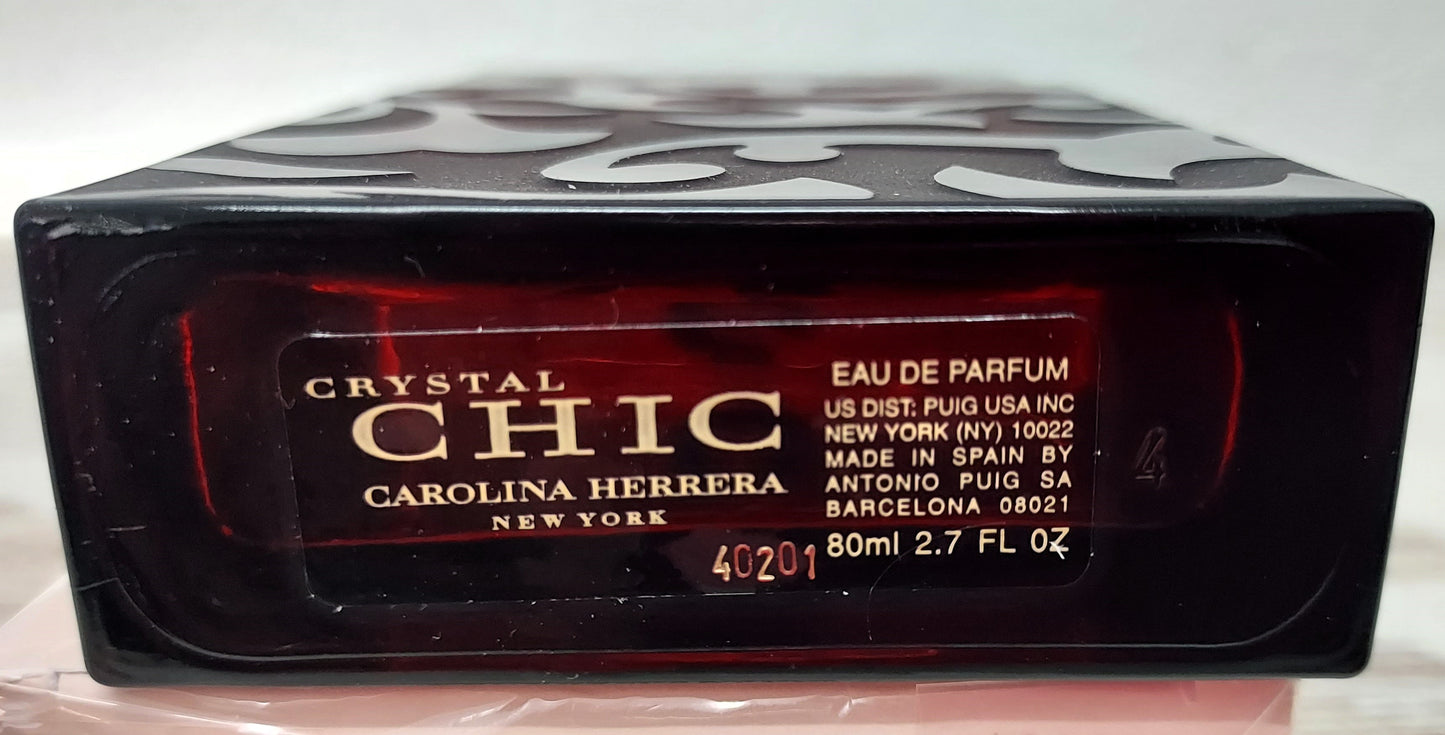 CRYSTAL
CHIC
CAROLINA HERRERA
NEW YORK
40201
EAU DE PARFUM
US DIST: PUIG USA INC
NEW YORK (NY) 10022
MADE IN SPAIN BY
ANTONIO PUIG SA
BARCELONA 08021
80ml 2.7 FL OZ
4